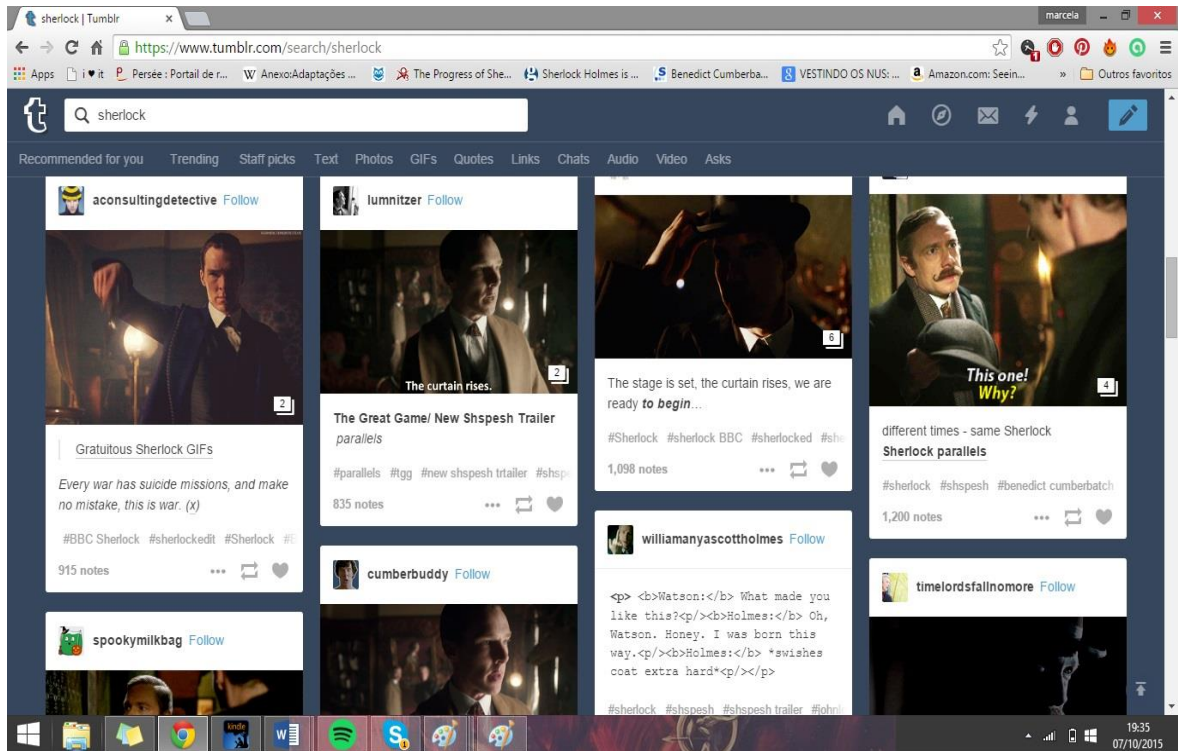 sherlock | Tumblr
marcela
https://www.tumblr.com/search/sherlock
Apps
i ♥ it
Persée : Portail de r...
Anexo:Adaptações ...
The Progress of She...
Sherlock Holmes is ...
Benedict Cumberba...
VESTINDO OS NUS: ...
Amazon.com: Seein...
»
Outros favoritos
sherlock
Recommended for you
Trending
Staff picks
Text
Photos
GIFs
Quotes
Links
Chats
Audio
Video
Asks
aconsultingdetective Follow
2
Gratuitous Sherlock GIFs
Every war has suicide missions, and make
no mistake, this is war. (x)
#BBC Sherlock #sherlockedit #Sherlock
915 notes
spookymilkbag Follow
lumnitzer Follow
The curtain rises.
2
The Great Game/ New Shspesh Trailer
parallels
#parallels #tgg #new shspesh trtailer #shspe
835 notes
cumberbuddy Follow
6
The stage is set, the curtain rises, we are
ready to begin...
#Sherlock #sherlock BBC #sherlocked #she
1,098 notes
williamanyascottholmes Follow
<p> <b>Watson:</b> What made you
like this?<p/><b>Holmes:</b> Oh,
Watson. Honey. I was born this
way.<p/><b>Holmes:</b> *swishes
coat extra hard*<p/></p>
#sherlock #shspesh #shspesh trailer #johnl
This one!
Why?
4
different times - same Sherlock
Sherlock parallels
#sherlock #shspesh #benedict cumberbatch
1,200 notes
timelordsfallnomore Follow
kindle
19:35
07/10/2015